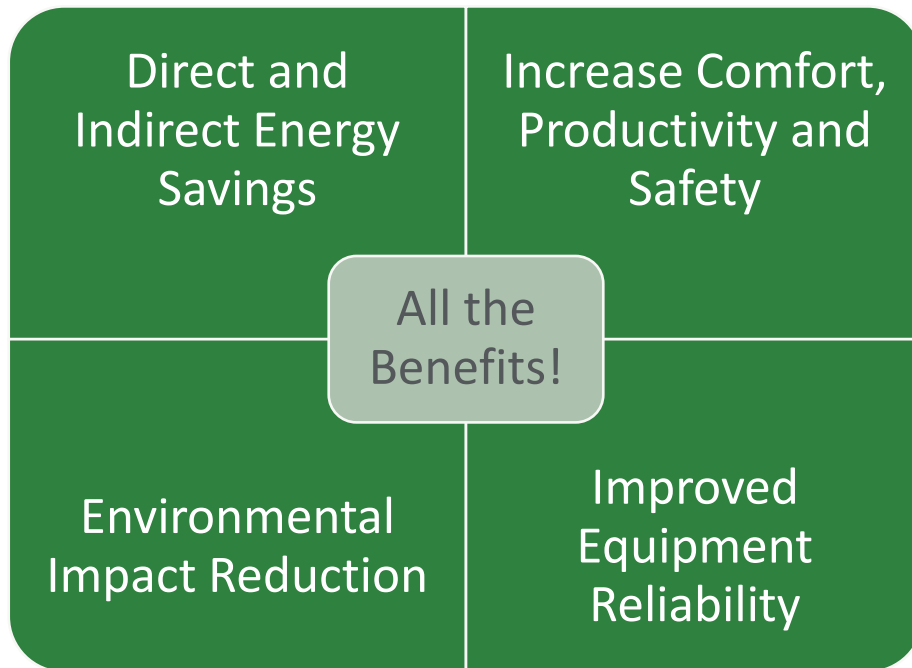 Direct and
Indirect Energy
Savings
Increase Comfort,
Productivity and
Safety
All the
Benefits!
Environmental
Impact Reduction
Improved
Equipment
Reliability